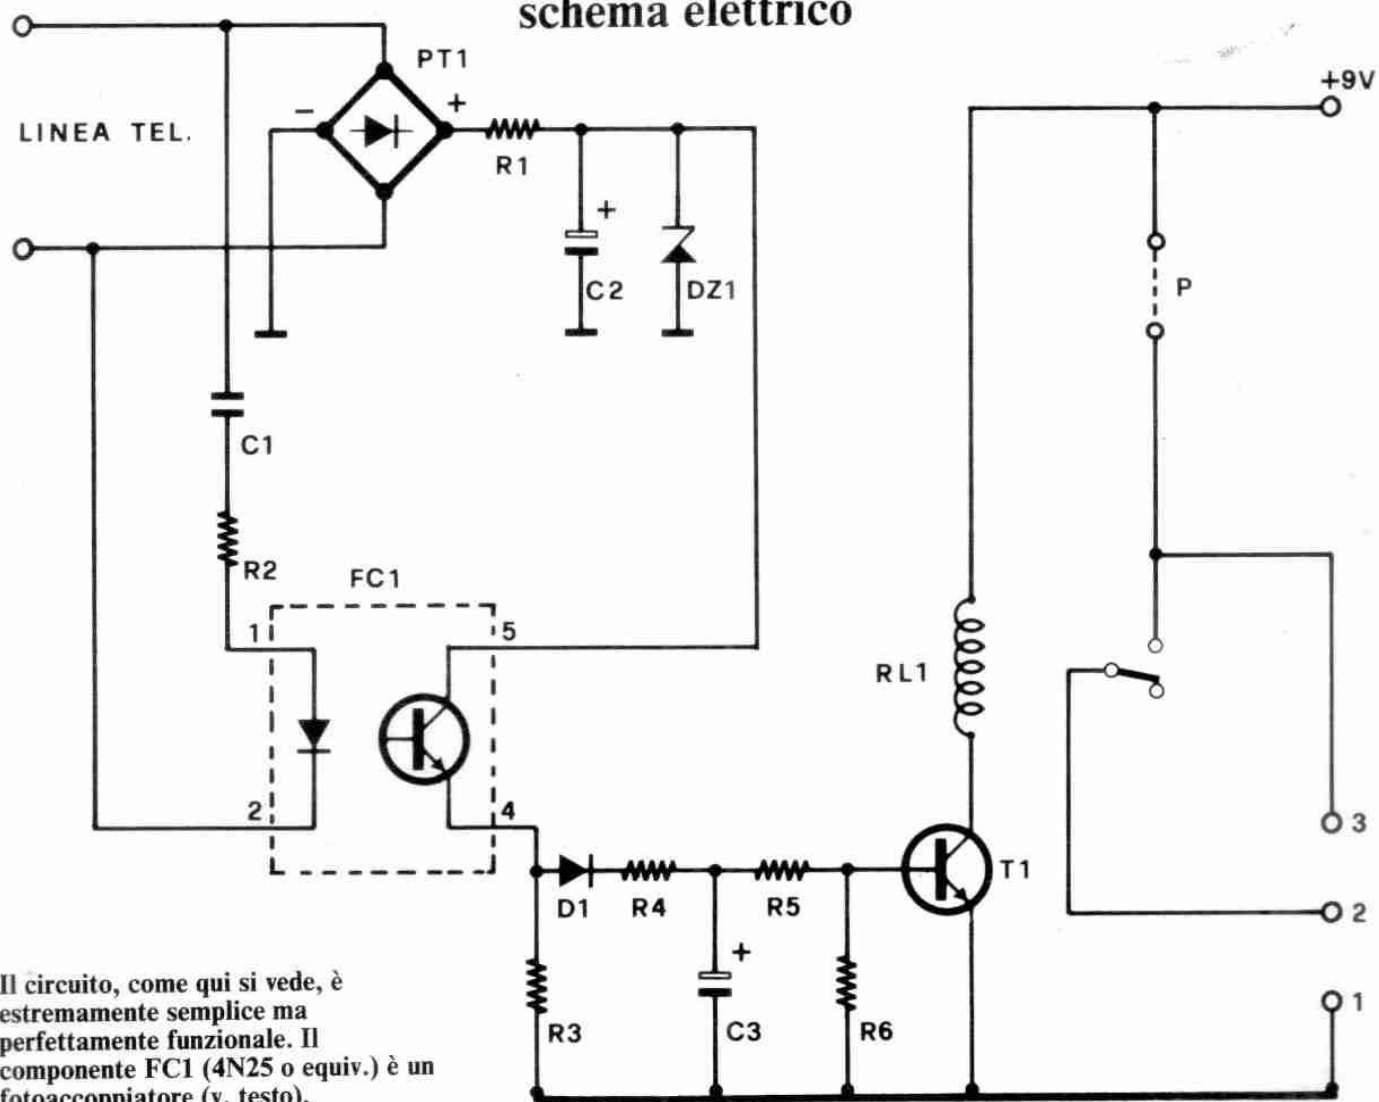 schema elettrico
PT1
+9V
-
+
LINEA TEL.
R1
+
C2
DZ1
P
C1
R2
FC1
1
5
RL1
2
4
3
T1
D1
R4
R5
2
+
1
R3
C3
R6
Il circuito, come qui si vede, è
estremamente semplice ma
perfettamente funzionale. Il
componente FC1 (4N25 o equiv.) è un
fotoaccoppiatore (v. testo).